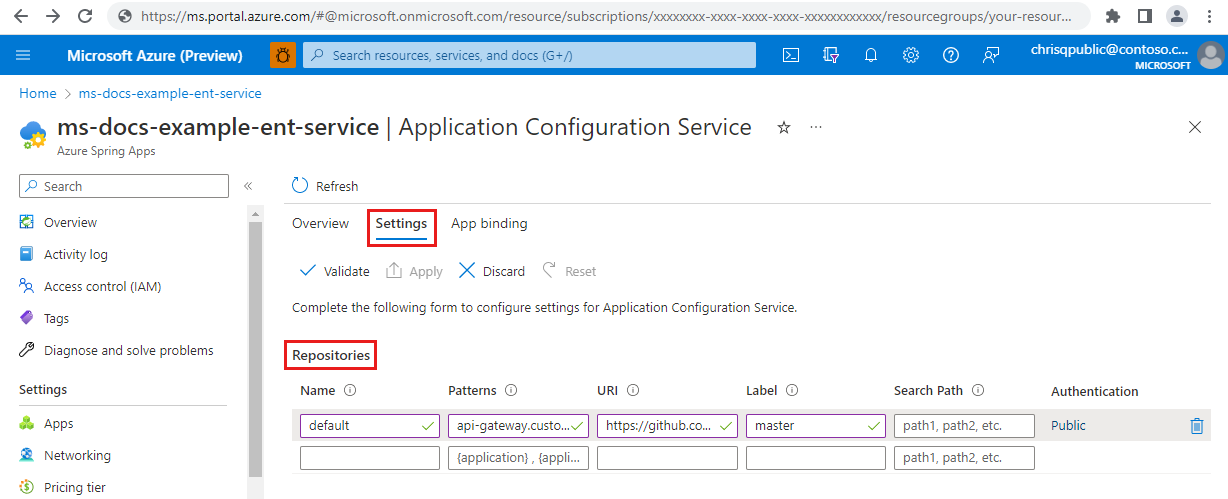 https://ms.portal.azure.com/#@microsoft.onmicrosoft.com/resource/subscriptions/xxxxxxxx-xxxx-xxxx-xxxx-xxxxxxxxxxxx/resourcegroups/your-resour...
Microsoft Azure (Preview)
Search resources, services, and docs (G+/)
chrisqpublic@contoso.c...
MICROSOFT
Home > ms-docs-example-ent-service
ms-docs-example-ent-service | Application Configuration Service
Azure Spring Apps
Search
Overview
Activity log
Access control (IAM)
Tags
Diagnose and solve problems
Settings
Apps
Networking
Pricing tier
Refresh
Overview Settings App binding
Validate Apply Discard Reset
Complete the following form to configure settings for Application Configuration Service.
Repositories
Name Patterns URI Label Search Path Authentication
default api-gateway.custo... https://github.co... master path1, path2, etc. Public
{application} , {appli... path1, path2, etc.